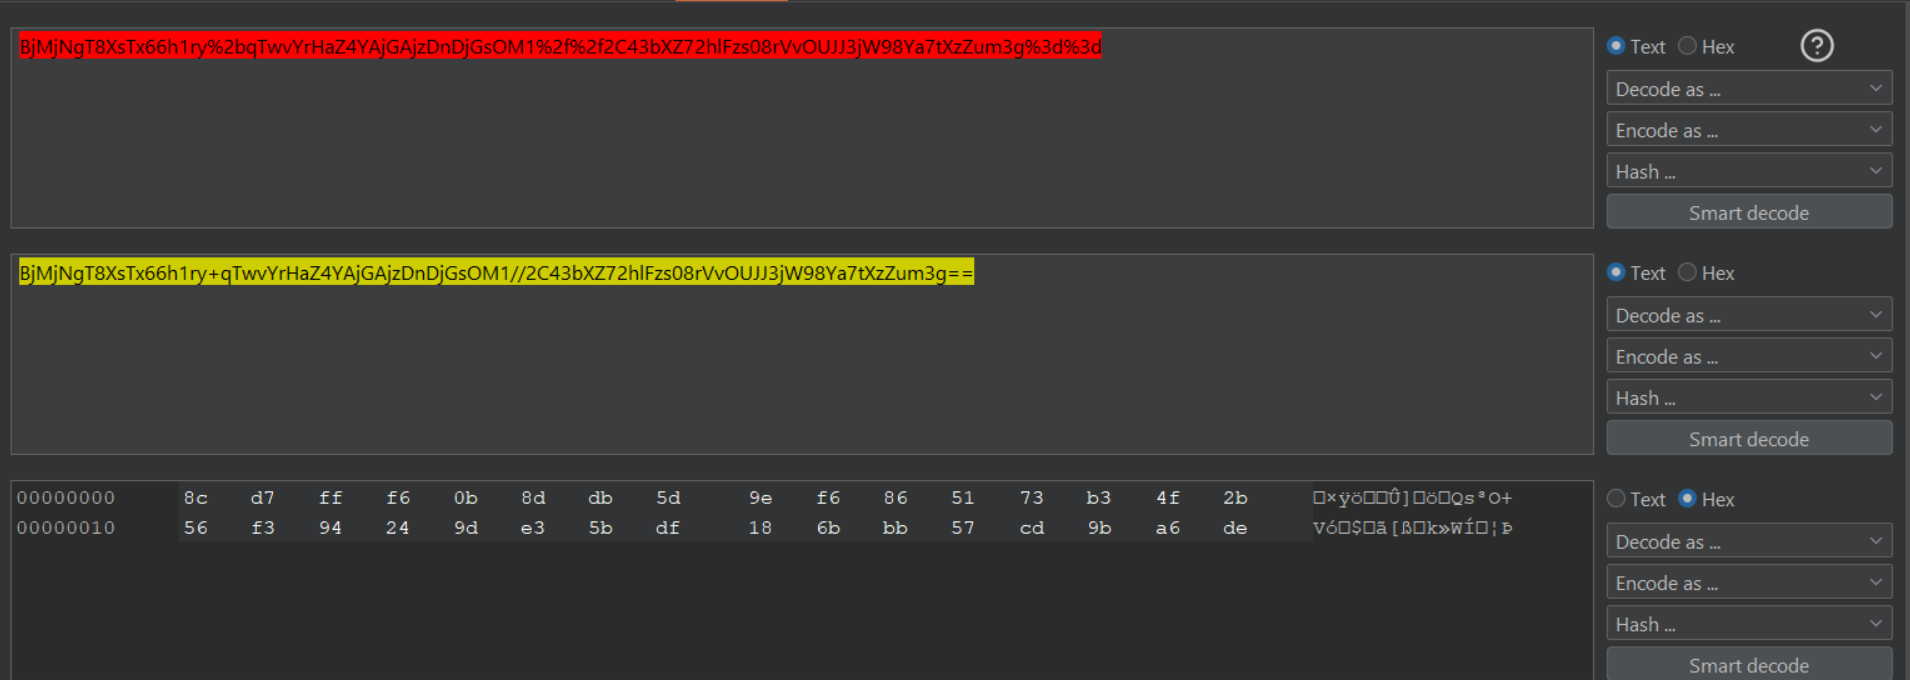 BjMjNgT8XsTx66h1ry%2bqTwvYrHaZ4YAjGAjzDnDjGsOM1%2f%2f2C43bXZ72hlFzs08rVvOUJJ3jW98Ya7tXzZum3g%3d%3d
Text Hex ?
Decode as ...
Encode as ...
Hash ...
Smart decode
BjMjNgT8XsTx66h1ry+qTwvYrHaZ4YAjGAjzDnDjGsOM1//2C43bXZ72hlFzs08rVvOUJJ3jW98Ya7tXzZum3g==
Text Hex
Decode as ...
Encode as ...
Hash ...
Smart decode
00000000 8c d7 ff f6 0b 8d db 5d 9e f6 86 51 73 b3 4f 2b □×ÿö□□Û]□ö□QsªO+
00000010 56 f3 94 24 9d e3 5b df 18 6b bb 57 cd 9b a6 de Vó□$□ã[ß□k»WÍ□¦Þ
Text Hex
Decode as ...
Encode as ...
Hash ...
Smart decode